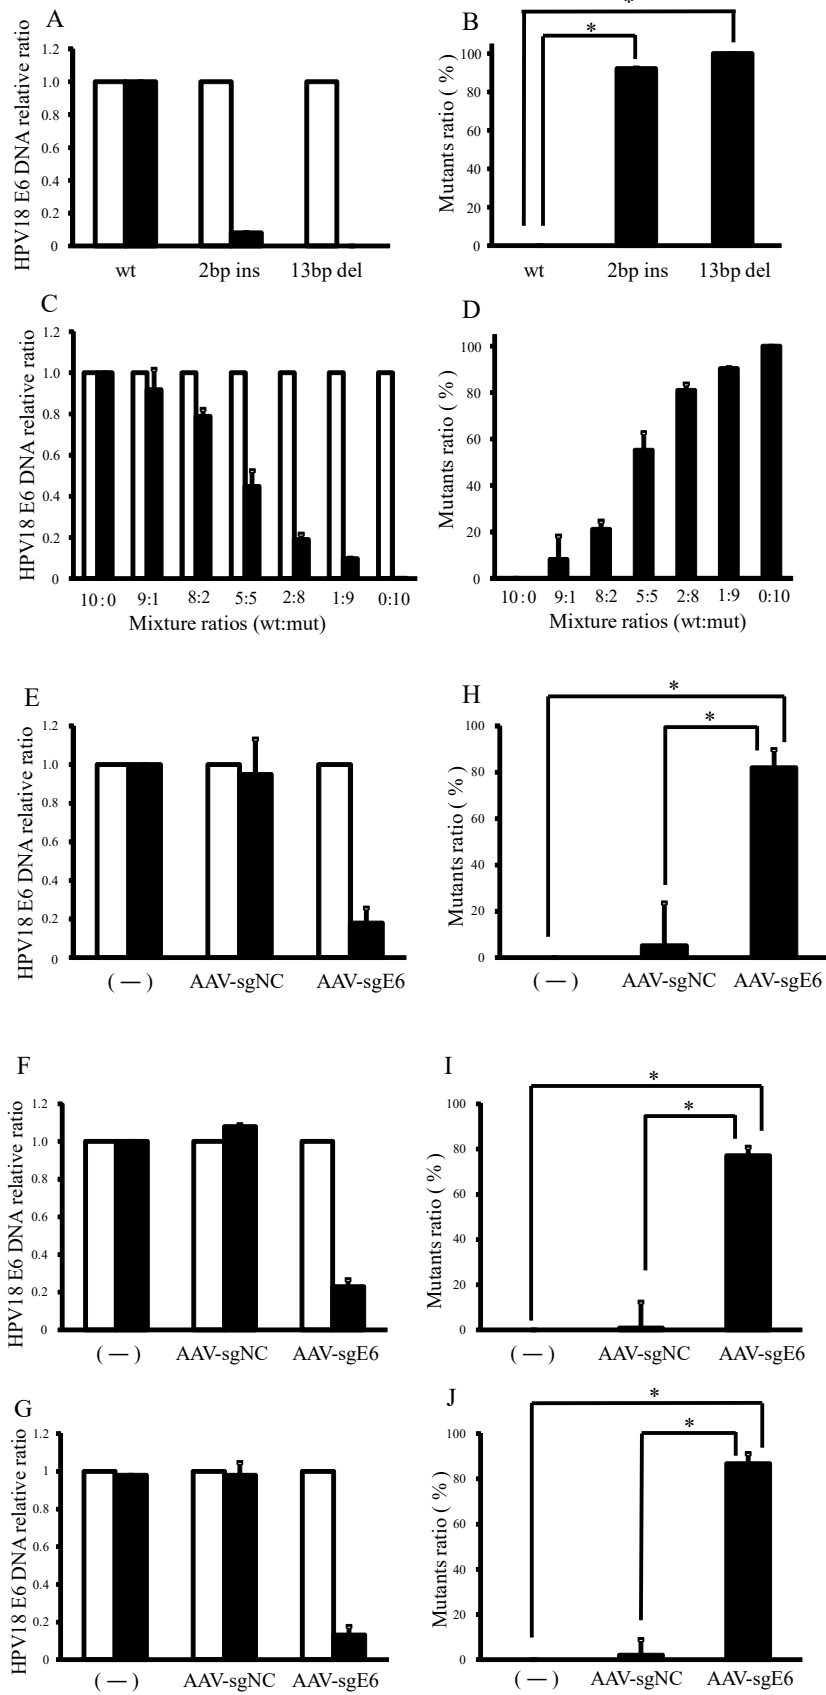 A
HPV18 E6 DNA relative ratio
1.2
1.0
0.8
0.6
0.4
0.2
0
wt 2bp ins 13bp del
B
Mutants ratio ( %)
100
80
60
40
20
0
*
*
wt 2bp ins 13bp del
C
HPV18 E6 DNA relative ratio
1.2
1.0
0.8
0.6
0.4
0.2
0
10:0 9:1 8:2 5:5 2:8 1:9 0:10
Mixture ratios (wt:mut)
D
Mutants ratio ( %)
100
80
60
40
20
0
10:0 9:1 8:2 5:5 2:8 1:9 0:10
Mixture ratios (wt:mut)
E
HPV18 E6 DNA relative ratio
1.2
1.0
0.8
0.6
0.4
0.2
0
( — ) AAV-sgNC AAV-sgE6
H
Mutants ratio ( %)
100
80
60
40
20
0
*
*
( — ) AAV-sgNC AAV-sgE6
F
HPV18 E6 DNA relative ratio
1.2
1.0
0.8
0.6
0.4
0.2
0
( — ) AAV-sgNC AAV-sgE6
I
Mutants ratio ( %)
100
80
60
40
20
0
*
*
( — ) AAV-sgNC AAV-sgE6
G
HPV18 E6 DNA relative ratio
1.2
1
0.8
0.6
0.4
0.2
0
( — ) AAV-sgNC AAV-sgE6
J
Mutants ratio ( %)
100
80
60
40
20
0
*
*
( — ) AAV-sgNC AAV-sgE6